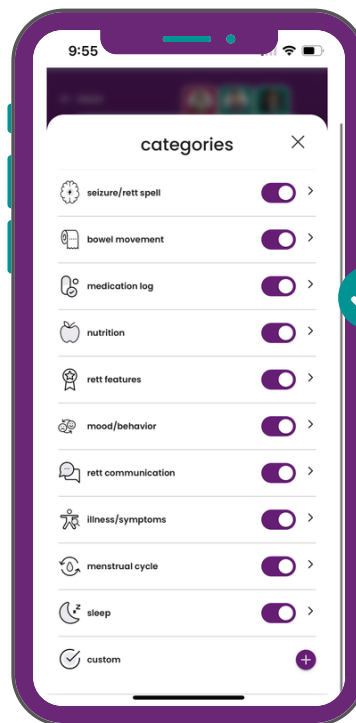 9:55
categories
seizure/rett spell
bowel movement
medication log
nutrition
rett features
mood/behavior
rett communication
illness/symptoms
menstrual cycle
sleep
custom